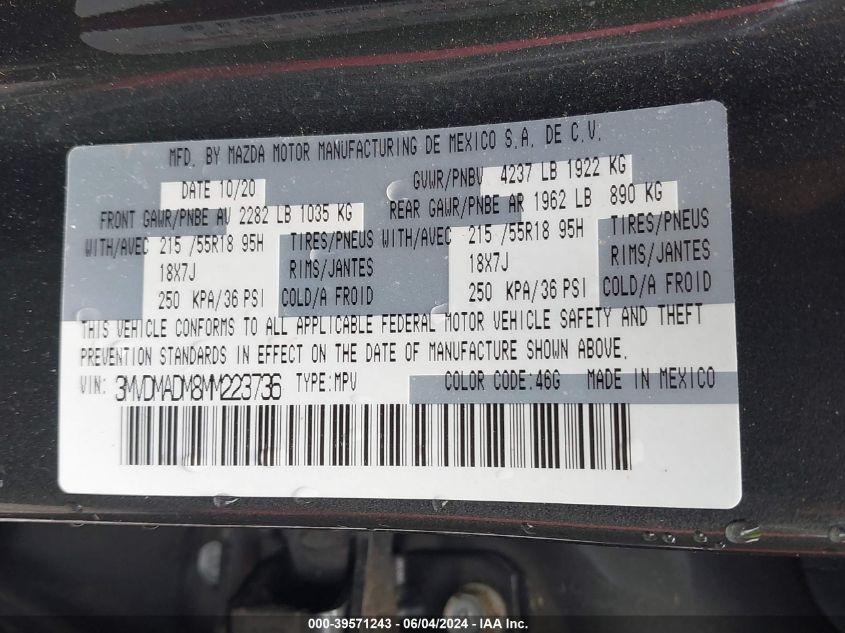 MFD. BY MAZDA MOTOR MANUFACTURING DE MEXICO S.A. DE C.V.
DATE 10/20 GVWR/PNBV 4237 LB 1922 KG
FRONT GAWR/PNBE AV 2282 LB 1035 KG REAR GAWR/PNBE AR 1962 LB 890 KG
WITH/AVEC 215 /55R18 95H TIRES/PNEUS WITH/AVEC 215 /55R18 95H TIRES/PNEUS
18X7J RIMS/JANTES 18X7J RIMS/JANTES
250 KPA/36 PSI COLD/A FROID 250 KPA/36 PSI COLD/A FROID
THIS VEHICLE CONFORMS TO ALL APPLICABLE FEDERAL MOTOR VEHICLE SAFETY AND THEFT
PREVENTION STANDARDS IN EFFECT ON THE DATE OF MANUFACTURE SHOWN ABOVE.
VIN: 3MVDMADM8MM223736 TYPE:MPV COLOR CODE:46G MADE IN MEXICO
000-39571243 - 06/04/2024 - IAA Inc.